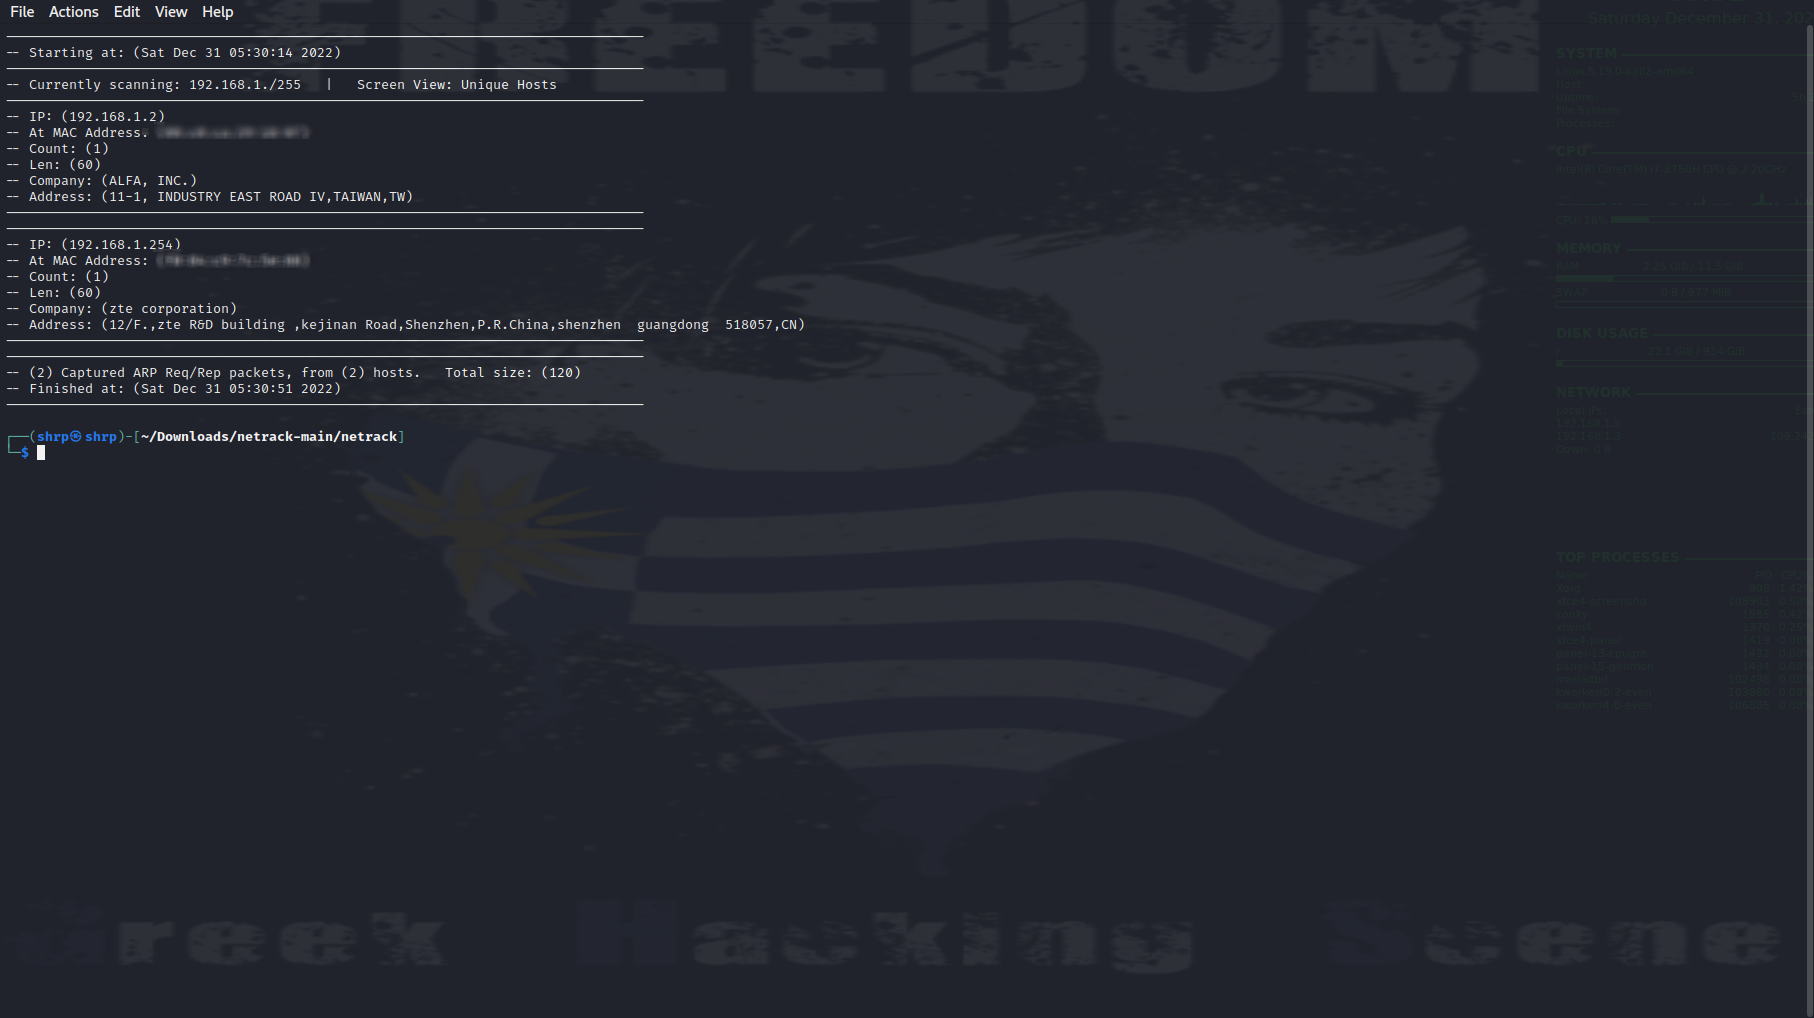 File Actions Edit View Help
FREEDOM
Saturday December 31, 202
-- Starting at: (Sat Dec 31 05:30:14 2022)
-- Currently scanning: 192.168.1./255 | Screen View: Unique Hosts
-- IP: (192.168.1.2)
-- At MAC Address:
-- Count: (1)
-- Len: (60)
-- Company: (ALFA, INC.)
-- Address: (11-1, INDUSTRY EAST ROAD IV,TAIWAN,TW)
-- IP: (192.168.1.254)
-- At MAC Address:
-- Count: (1)
-- Len: (60)
-- Company: (zte corporation)
-- Address: (12/F.,zte R&D building ,kejinan Road,Shenzhen,P.R.China,shenzhen  guangdong  518057,CN)
-- (2) Captured ARP Req/Rep packets, from (2) hosts.   Total size: (120)
-- Finished at: (Sat Dec 31 05:30:51 2022)
┌──(shrp㉿shrp)-[~/Downloads/netrack-main/netrack]
└─$
SYSTEM
CPU
MEMORY
RAM
SWAP
DISK USAGE
NETWORK
TOP PROCESSES
Greek Hacking Scene